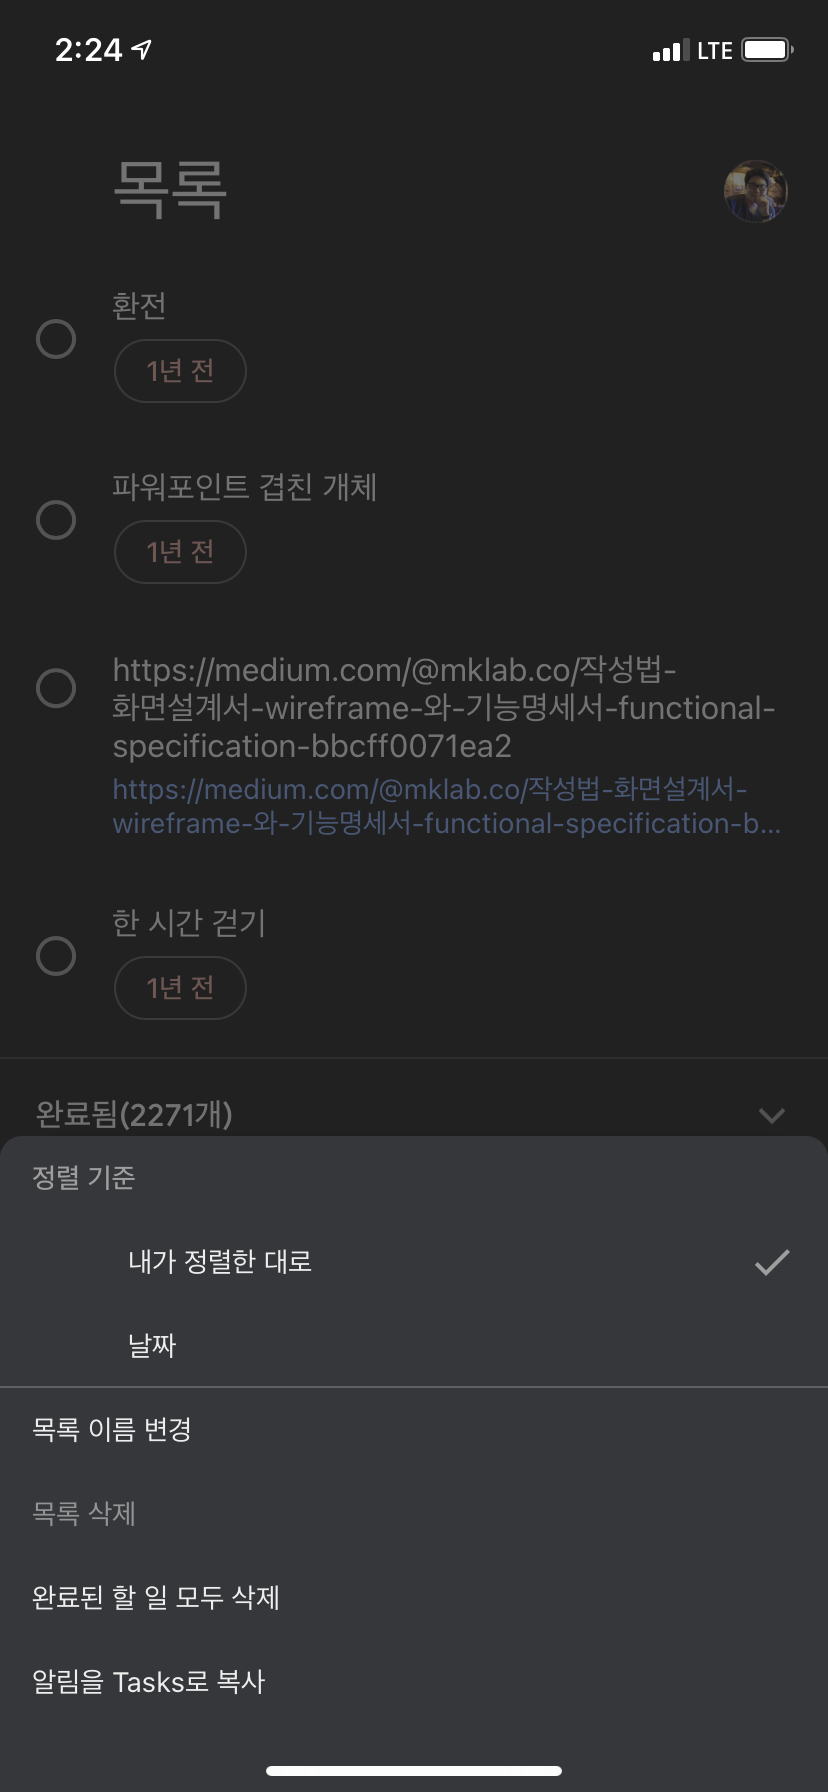 2:24
LTE
목록
환전
1년 전
파워포인트 겹친 개체
1년 전
https://medium.com/@mklab.co/작성법-
화면설계서-wireframe-와-기능명세서-functional-
specification-bbcff0071ea2
https://medium.com/@mklab.co/작성법-화면설계서-
wireframe-와-기능명세서-functional-specification-b...
한 시간 걷기
1년 전
완료됨(2271개)
정렬 기준
내가 정렬한 대로
날짜
목록 이름 변경
목록 삭제
완료된 할 일 모두 삭제
알림을 Tasks로 복사